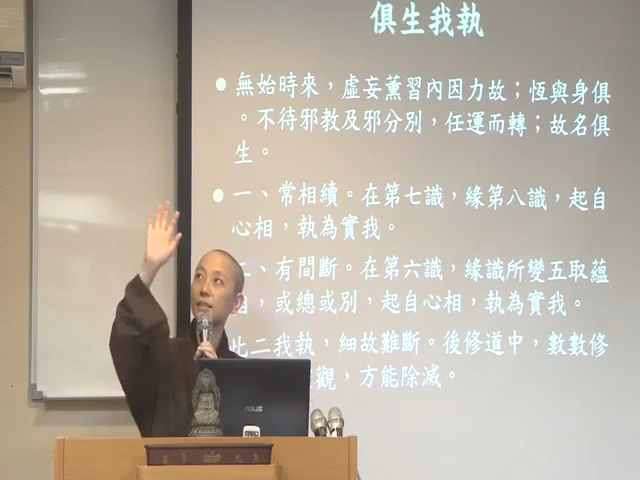 俱生我執
無始時來，虛妄薰習內因力故；恆與身俱
。不待邪教及邪分別，任運而轉；故名俱
生。
一、常相續。在第七識，緣第八識，起自
心相，執為實我。
二、有間斷。在第六識，緣識所變五取蘊
，或總或別，起自心相，執為實我。
此二我執，細故難斷。後修道中，數數修
觀，方能除滅。
ASUS